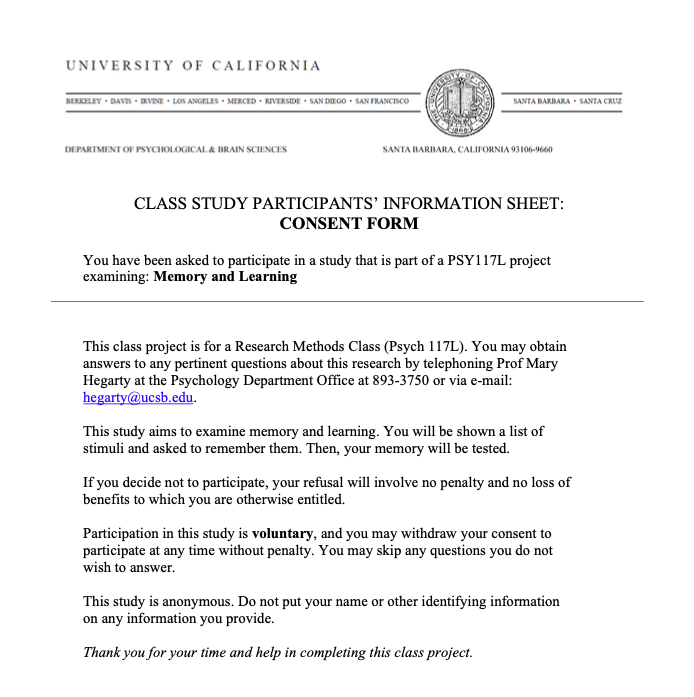 UNIVERSITY OF CALIFORNIA
BERKELEY • DAVIS • IRVINE • LOS ANGELES • MERCED • RIVERSIDE • SAN DIEGO • SAN FRANCISCO
SANTA BARBARA • SANTA CRUZ
DEPARTMENT OF PSYCHOLOGICAL & BRAIN SCIENCES
SANTA BARBARA, CALIFORNIA 93106-9660
CLASS STUDY PARTICIPANTS’ INFORMATION SHEET:
CONSENT FORM
You have been asked to participate in a study that is part of a PSY117L project
examining: Memory and Learning
This class project is for a Research Methods Class (Psych 117L). You may obtain
answers to any pertinent questions about this research by telephoning Prof Mary
Hegarty at the Psychology Department Office at 893-3750 or via e-mail:
hegarty@ucsb.edu.
This study aims to examine memory and learning. You will be shown a list of
stimuli and asked to remember them. Then, your memory will be tested.
If you decide not to participate, your refusal will involve no penalty and no loss of
benefits to which you are otherwise entitled.
Participation in this study is voluntary, and you may withdraw your consent to
participate at any time without penalty. You may skip any questions you do not
wish to answer.
This study is anonymous. Do not put your name or other identifying information
on any information you provide.
Thank you for your time and help in completing this class project.